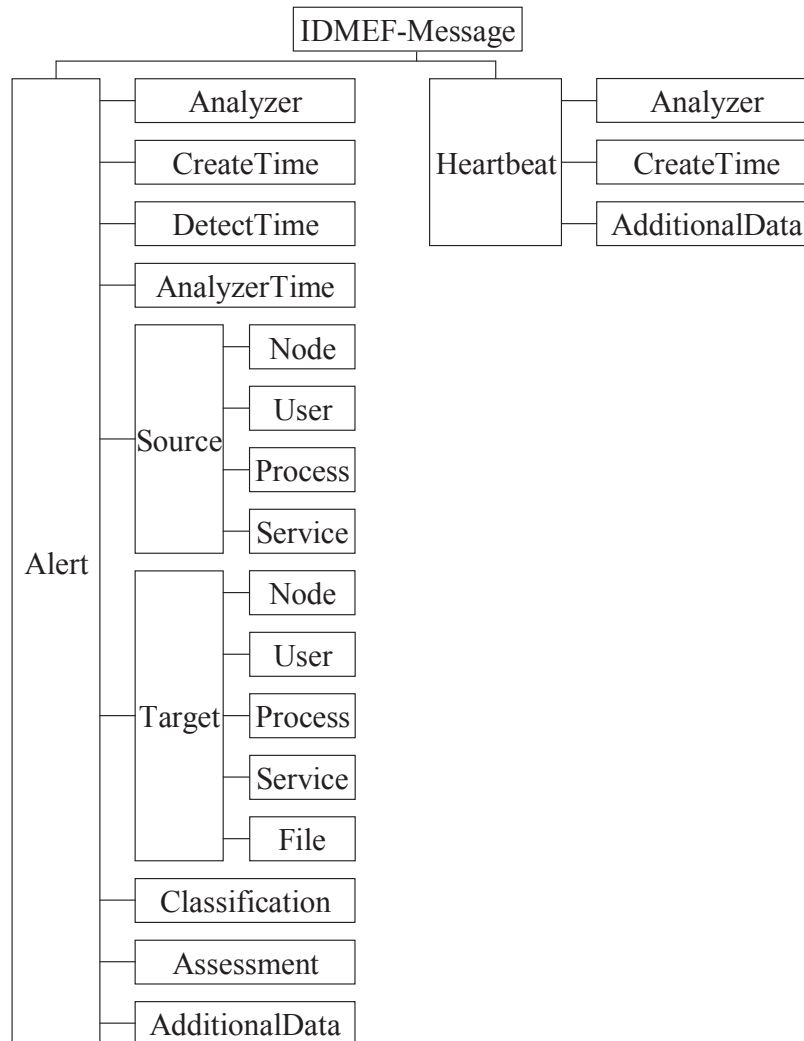 IDMEF-Message
Alert
Analyzer
CreateTime
DetectTime
AnalyzerTime
Source
Node
User
Process
Service
Target
Node
User
Process
Service
File
Classification
Assessment
AdditionalData
Heartbeat
Analyzer
CreateTime
AdditionalData